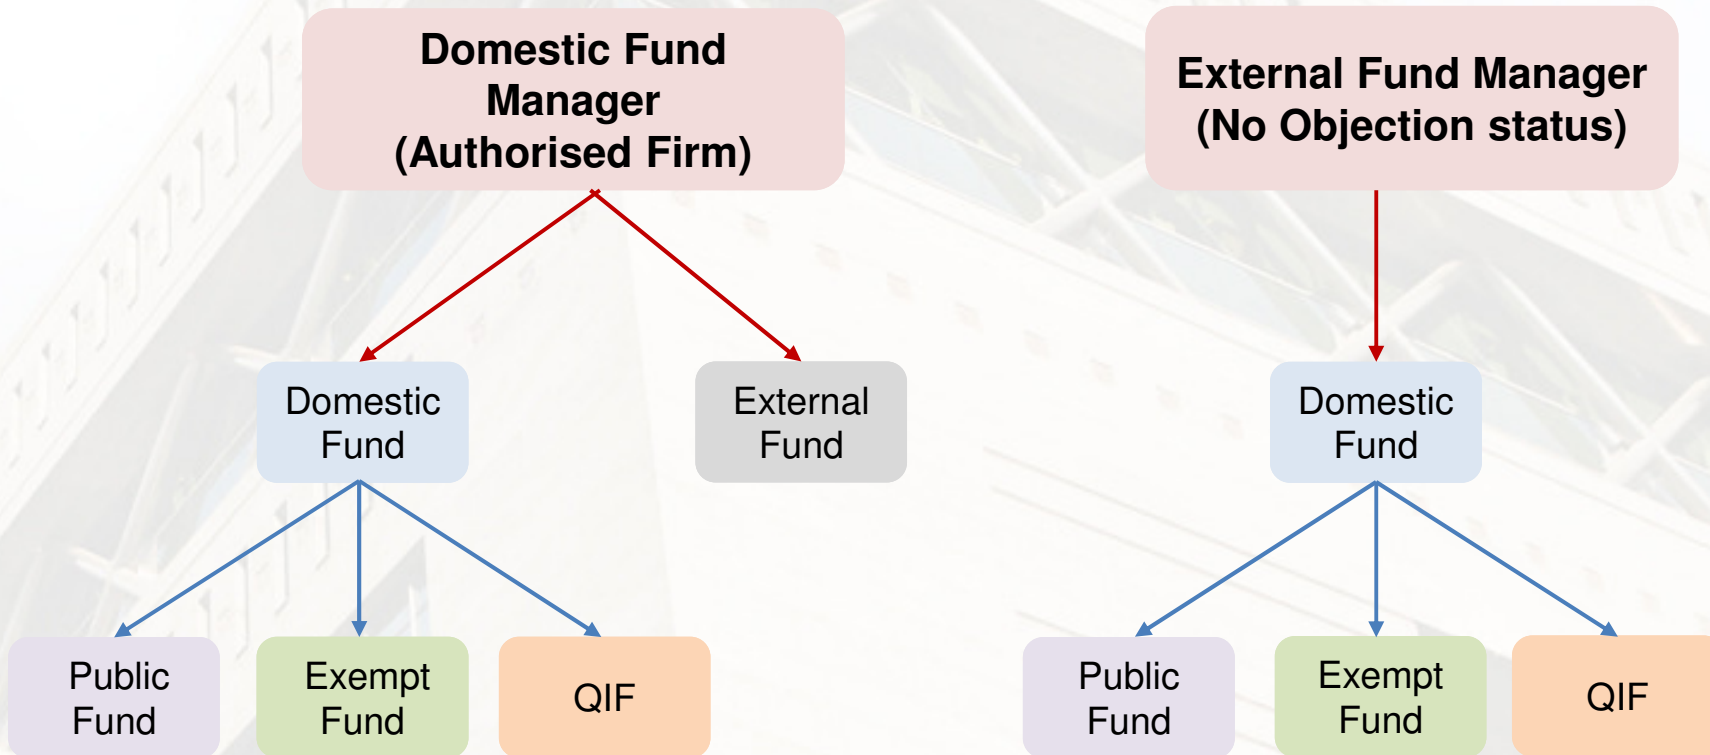 Domestic Fund
Manager
(Authorised Firm)
External Fund Manager
(No Objection status)
Domestic
Fund
External
Fund
Domestic
Fund
Public
Fund
Exempt
Fund
QIF
Public
Fund
Exempt
Fund
QIF